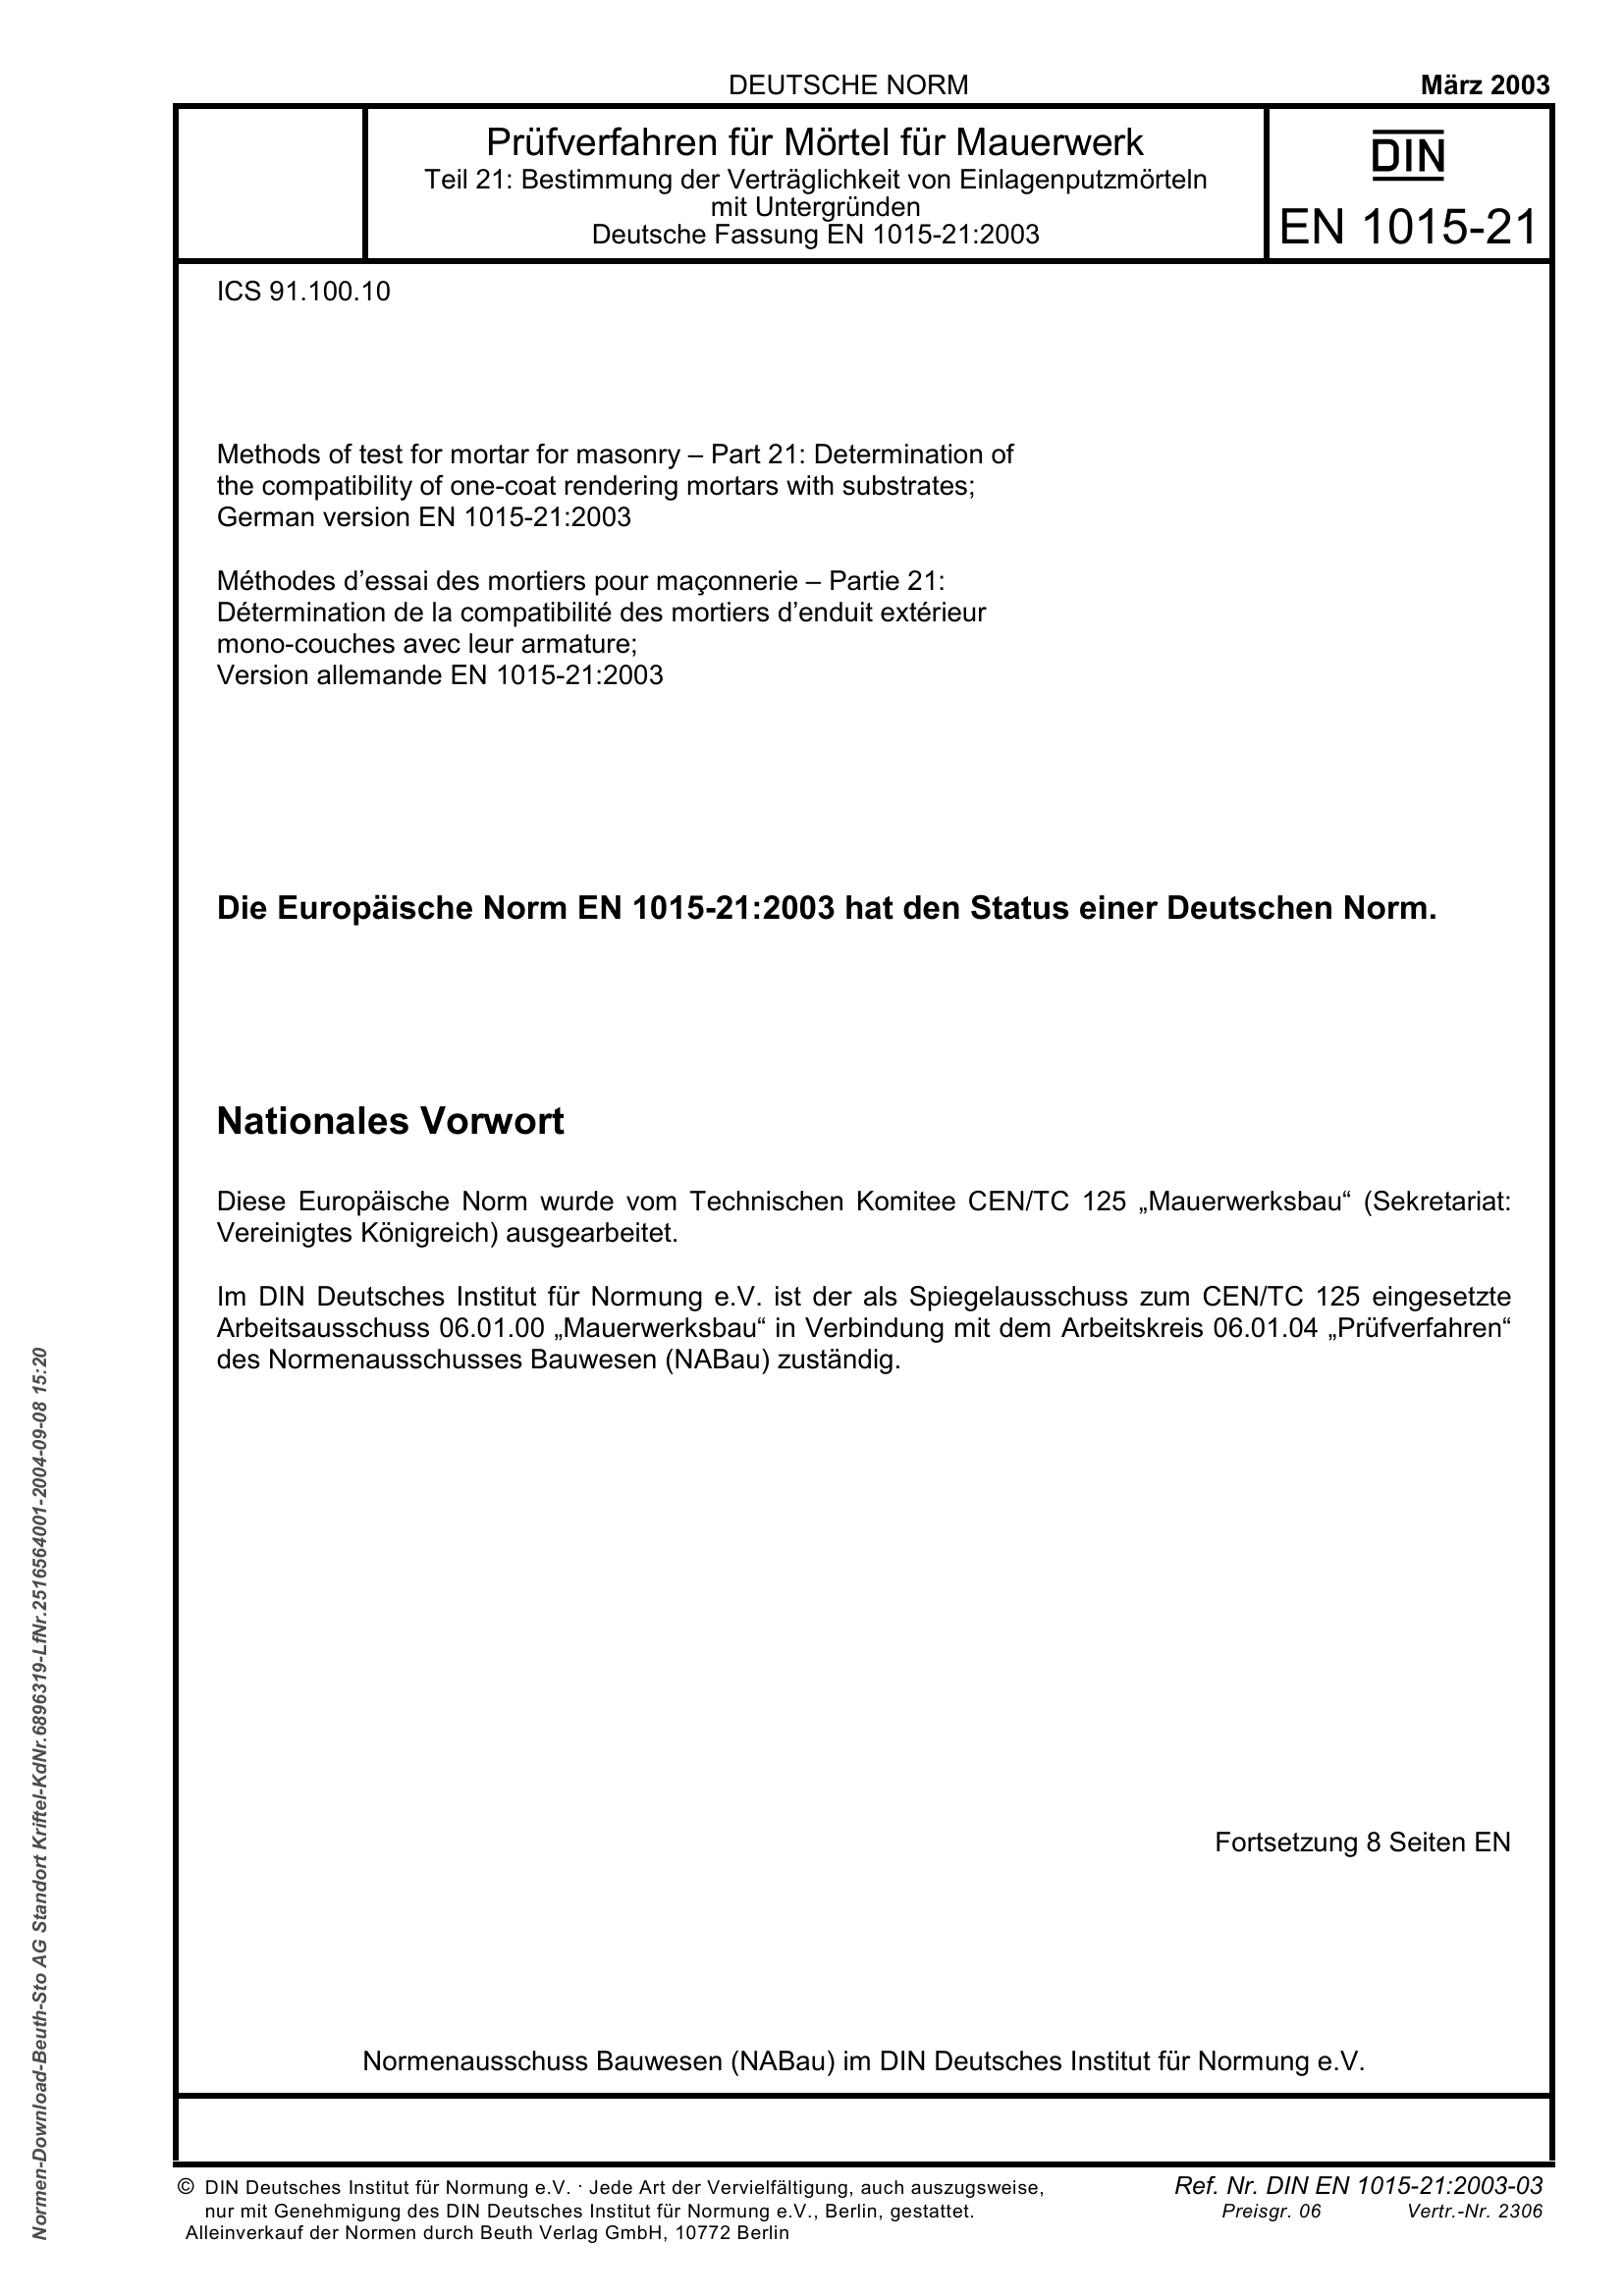 DEUTSCHE NORM
März 2003
Prüfverfahren für Mörtel für Mauerwerk
Teil 21: Bestimmung der Verträglichkeit von Einlagenputzmörteln
mit Untergründen
Deutsche Fassung EN 1015-21:2003
DIN
EN 1015-21
ICS 91.100.10
Methods of test for mortar for masonry – Part 21: Determination of
the compatibility of one-coat rendering mortars with substrates;
German version EN 1015-21:2003
Méthodes d’essai des mortiers pour maçonnerie – Partie 21:
Détermination de la compatibilité des mortiers d’enduit extérieur
mono-couches avec leur armature;
Version allemande EN 1015-21:2003
Die Europäische Norm EN 1015-21:2003 hat den Status einer Deutschen Norm.
Nationales Vorwort
Diese Europäische Norm wurde vom Technischen Komitee CEN/TC 125 „Mauerwerksbau“ (Sekretariat:
Vereinigtes Königreich) ausgearbeitet.
Im DIN Deutsches Institut für Normung e.V. ist der als Spiegelausschuss zum CEN/TC 125 eingesetzte
Arbeitsausschuss 06.01.00 „Mauerwerksbau“ in Verbindung mit dem Arbeitskreis 06.01.04 „Prüfverfahren“
des Normenausschusses Bauwesen (NABau) zuständig.
Fortsetzung 8 Seiten EN
Normenausschuss Bauwesen (NABau) im DIN Deutsches Institut für Normung e.V.
© DIN Deutsches Institut für Normung e.V. · Jede Art der Vervielfältigung, auch auszugsweise,
nur mit Genehmigung des DIN Deutsches Institut für Normung e.V., Berlin, gestattet.
Alleinverkauf der Normen durch Beuth Verlag GmbH, 10772 Berlin
Ref. Nr. DIN EN 1015-21:2003-03
Preisgr. 06 Vertr.-Nr. 2306
Normen-Download-Beuth-Sto AG Standort Kriftel-KdNr.6896319-LfNr.2516564001-2004-09-08 15:20